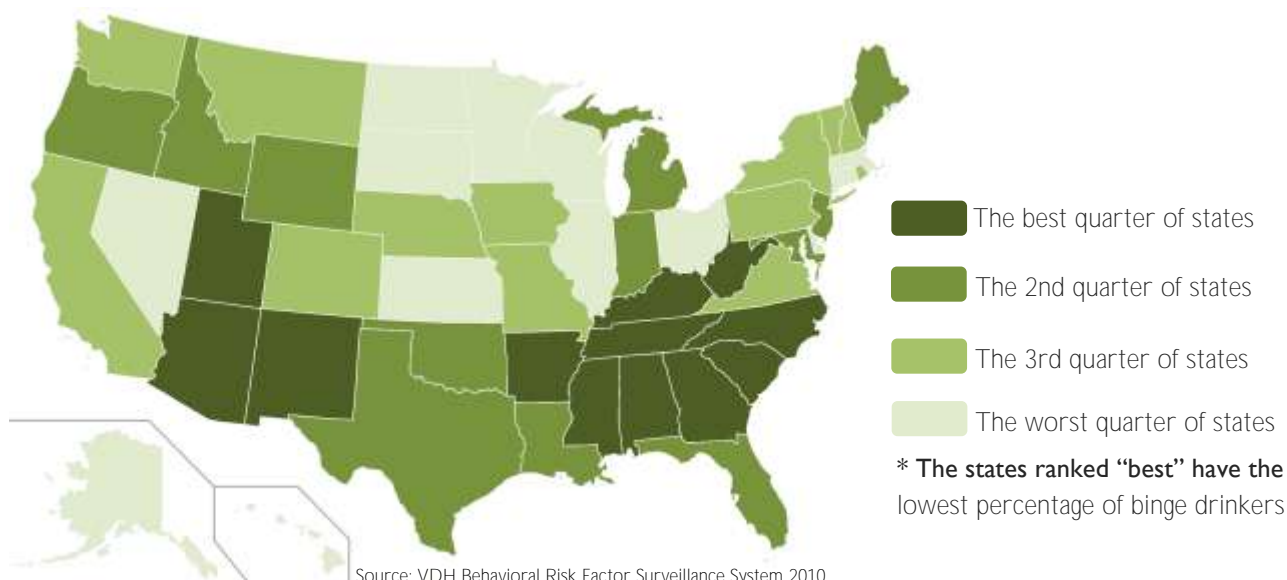 The best quarter of states
The 2nd quarter of states
The 3rd quarter of states
The worst quarter of states
* The states ranked “best” have the
lowest percentage of binge drinkers
Source: VDH Behavioral Risk Factor Surveillance System 2010